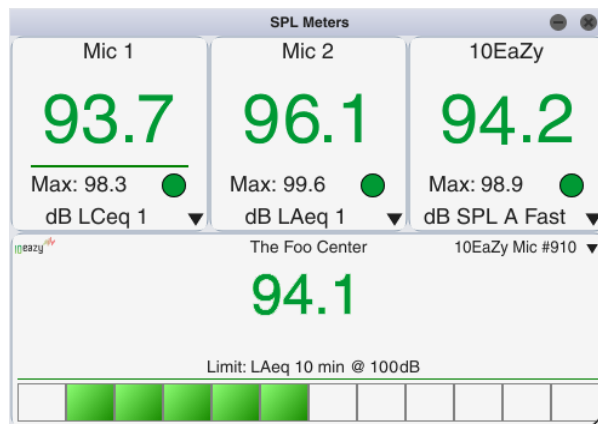 SPL Meters
Mic 1
93.7
Max: 98.3
dB LCeq 1
Mic 2
96.1
Max: 99.6
dB LAeq 1
10EaZy
94.2
Max: 98.9
dB SPL A Fast
10eazy
The Foo Center
10EaZy Mic #910
94.1
Limit: LAeq 10 min @ 100dB